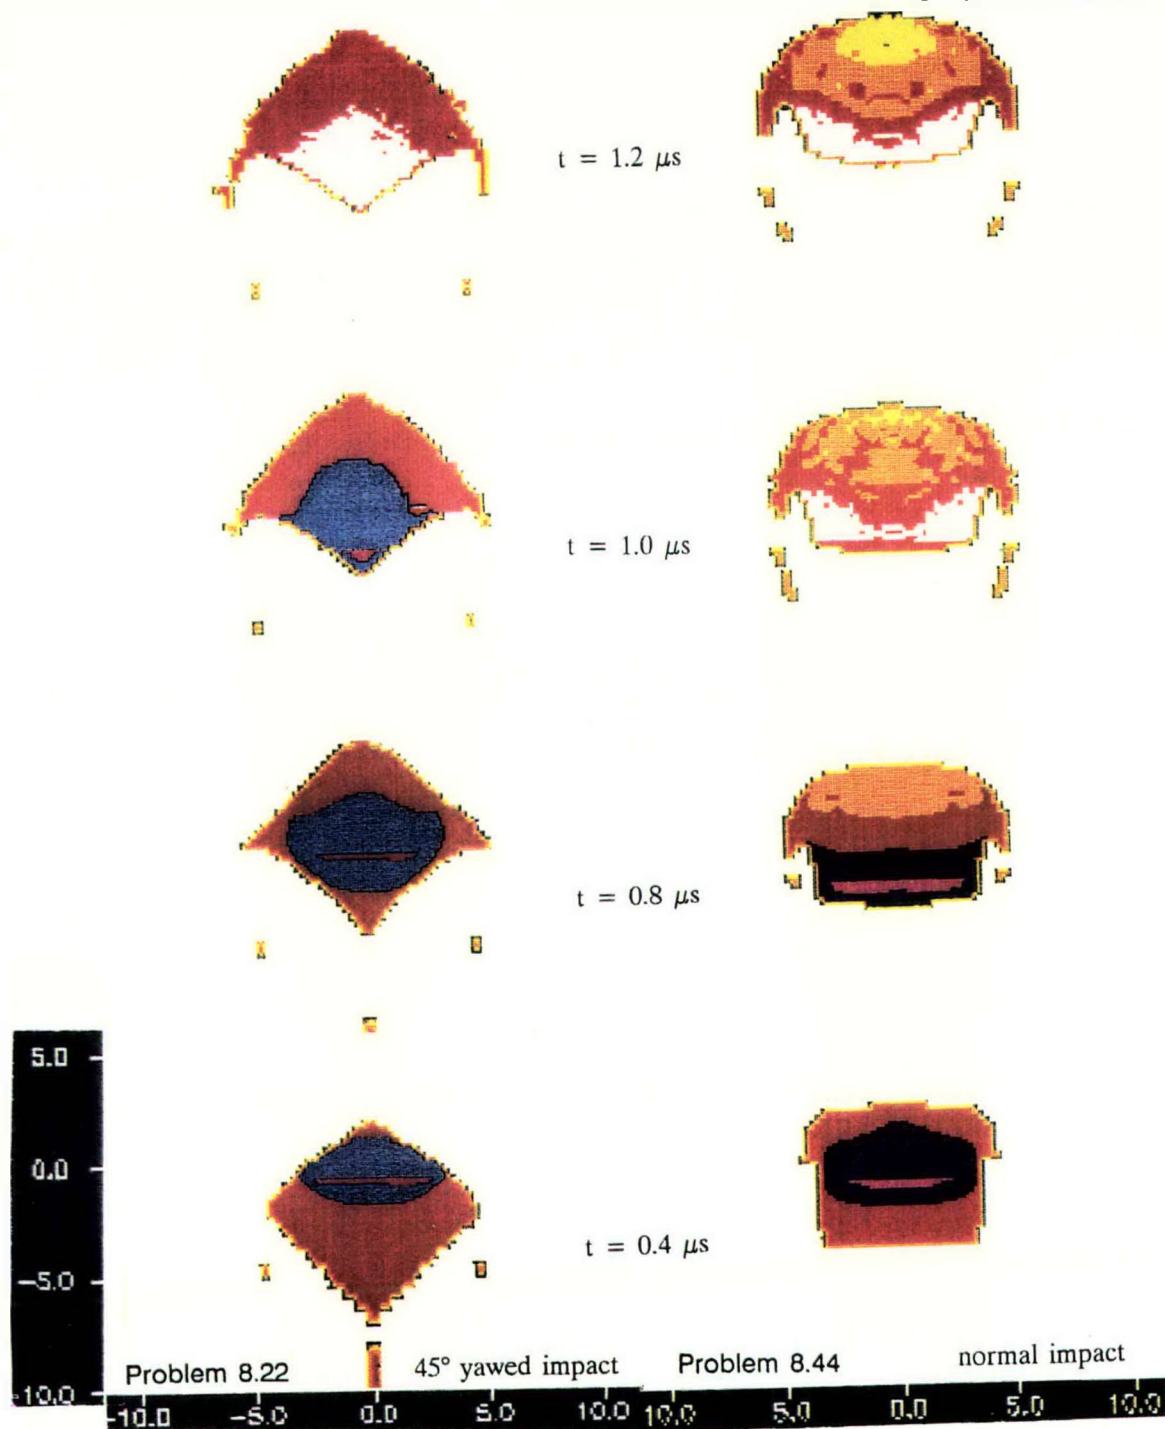 t = 1.2 μs
t = 1.0 μs
t = 0.8 μs
t = 0.4 μs
5.0
0.0
-5.0
-10.0
Problem 8.22 45° yawed impact Problem 8.44 normal impact
-10.0 -5.0 0.0 5.0 10.0 10.0 5.0 0.0 5.0 10.0